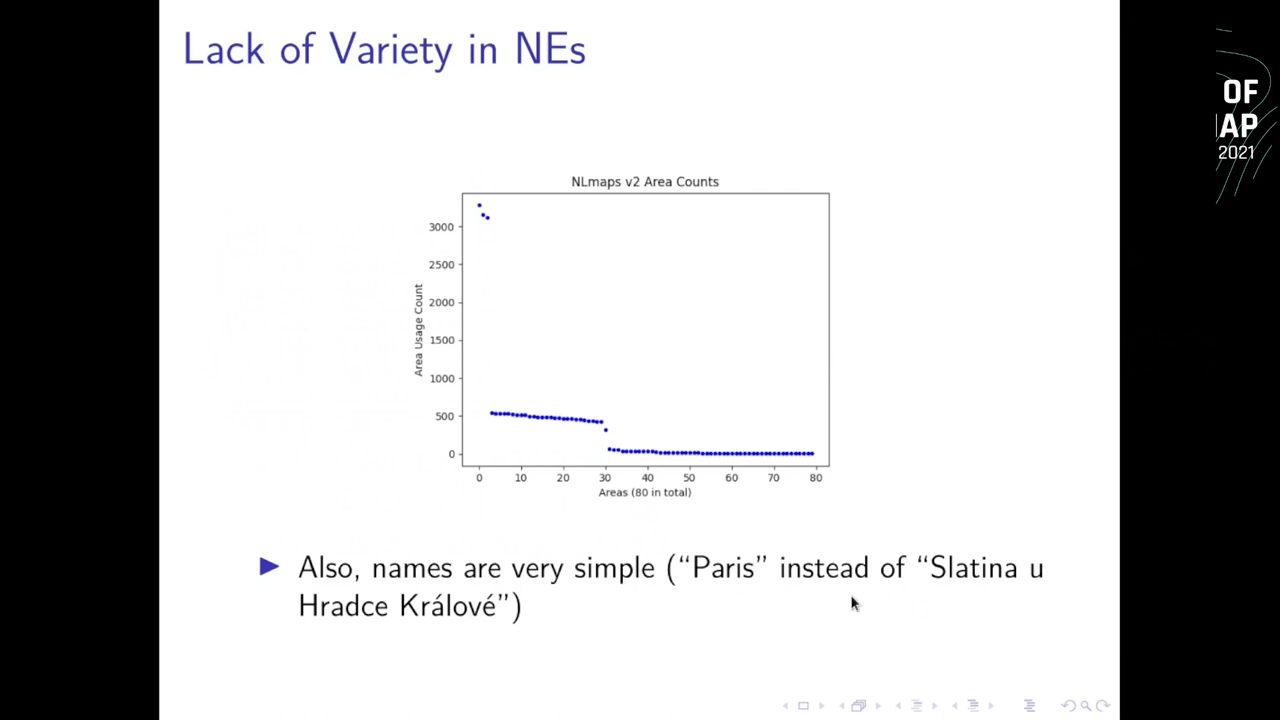 Lack of Variety in NEs
OF
AP
2021
NLmaps v2 Area Counts
Area Usage Count
3000
2500
2000
1500
1000
500
0
0 10 20 30 40 50 60 70 80
Areas (80 in total)
Also, names are very simple (“Paris” instead of “Slatina u
Hradce Králové”)